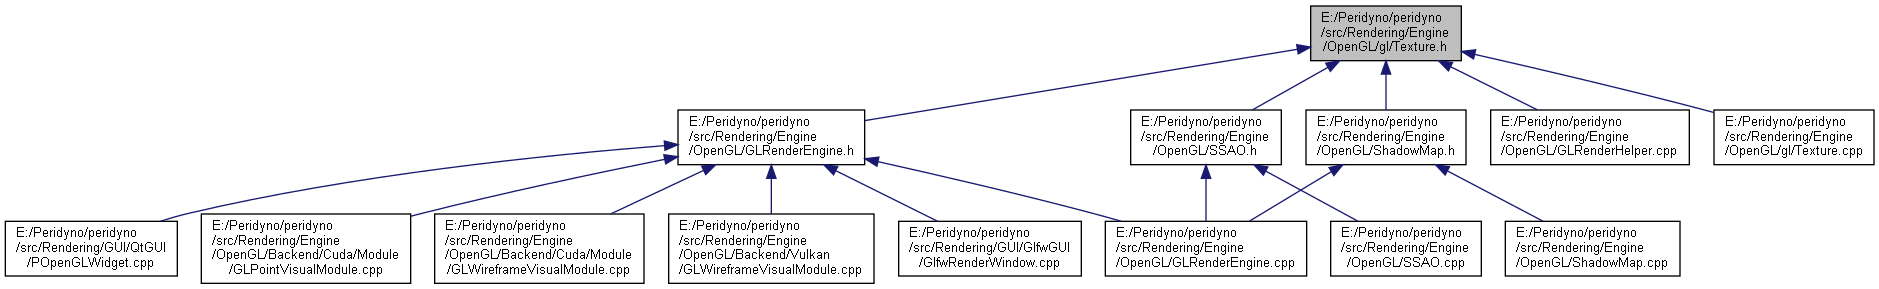 E:/Peridyno/peridyno
/src/Rendering/Engine
/OpenGL/gl/Texture.h
E:/Peridyno/peridyno
/src/Rendering/Engine
/OpenGL/GLRenderEngine.h
E:/Peridyno/peridyno
/src/Rendering/Engine
/OpenGL/SSAO.h
E:/Peridyno/peridyno
/src/Rendering/Engine
/OpenGL/ShadowMap.h
E:/Peridyno/peridyno
/src/Rendering/Engine
/OpenGL/GLRenderHelper.cpp
E:/Peridyno/peridyno
/src/Rendering/Engine
/OpenGL/gl/Texture.cpp
E:/Peridyno/peridyno
/src/Rendering/GUI/QtGUI
/POpenGLWidget.cpp
E:/Peridyno/peridyno
/src/Rendering/Engine
/OpenGL/Backend/Cuda/Module
/GLPointVisualModule.cpp
E:/Peridyno/peridyno
/src/Rendering/Engine
/OpenGL/Backend/Cuda/Module
/GLWireframeVisualModule.cpp
E:/Peridyno/peridyno
/src/Rendering/Engine
/OpenGL/Backend/Vulkan
/GLWireframeVisualModule.cpp
E:/Peridyno/peridyno
/src/Rendering/GUI/GlfwGUI
/GlfwRenderWindow.cpp
E:/Peridyno/peridyno
/src/Rendering/Engine
/OpenGL/GLRenderEngine.cpp
E:/Peridyno/peridyno
/src/Rendering/Engine
/OpenGL/SSAO.cpp
E:/Peridyno/peridyno
/src/Rendering/Engine
/OpenGL/ShadowMap.cpp